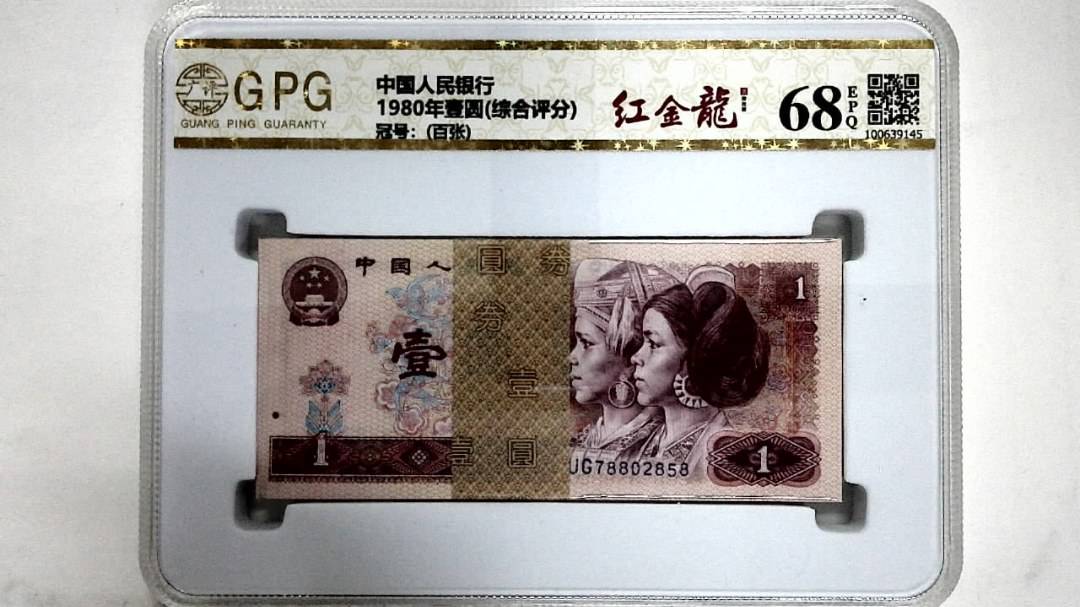 GPG
GUANG PING GUARANTY
中国人民银行
1980年壹圆(综合评分)
冠号：(百张)
红金龍
68
EPQ
100639145
中国人
圆 券
1
券
壹
壹
1
壹 圆
UG78802858
1